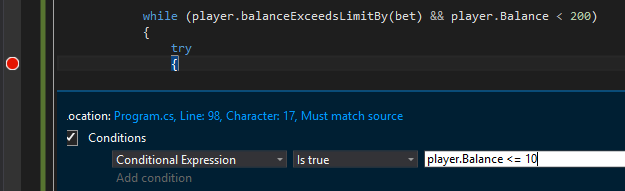 while (player.balanceExceedsLimitBy(bet) && player.Balance < 200)
{
try
{
ocation: Program.cs, Line: 98, Character: 17, Must match source
Conditions
Conditional Expression Is true player.Balance <= 10
Add condition